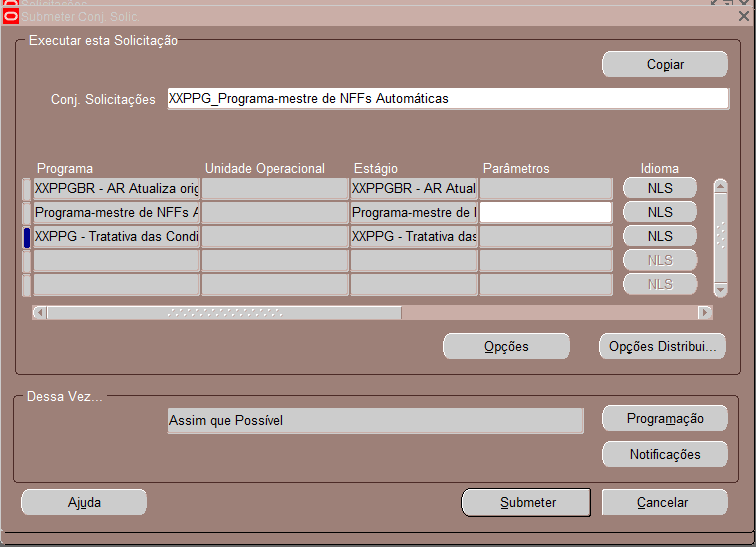 Solicitações
Submeter Conj. Solic.
OD
Executar esta Solicitação
Copiar
Conj. Solicitações XXPPG_Programa-mestre de NFFs Automáticas
Programa Unidade Operacional Estágio Parâmetros Idioma
XXPPGBR - AR Atualiza orig XXPPGBR - AR Atual NLS
Programa-mestre de NFFs A Programa-mestre de I NLS
XXPPG - Tratativa das Condi XXPPG - Tratativa das NLS
NLS
NLS
Opções Opções Distribui...
Dessa Vez...
Assim que Possível Programação
Notificações
Ajuda Submeter Cancelar